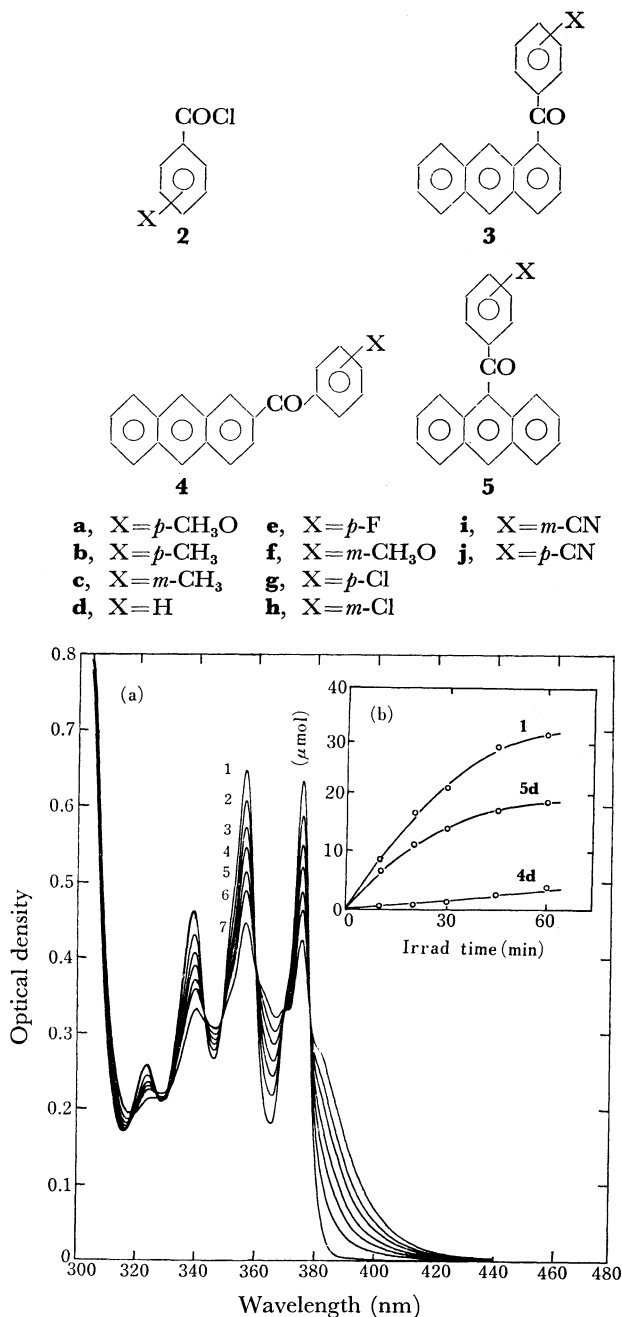 X
COCl
CO
X
2
3
X
X
CO
CO
4
5
a, X=p-CH₃O e, X=p-F i, X=m-CN
b, X=p-CH₃ f, X=m-CH₃O j, X=p-CN
c, X=m-CH₃ g, X=p-Cl
d, X=H h, X=m-Cl
0.8
0.7
0.6
0.5
0.4
0.3
0.2
0.1
0
Optical density
(a)
1
2
3
4
5
6
7
300 320 340 360 380 400 420 440 460 480
Wavelength (nm)
(b)
(μmol)
40
30
20
10
0
1
5d
4d
0 30 60
Irrad time (min)